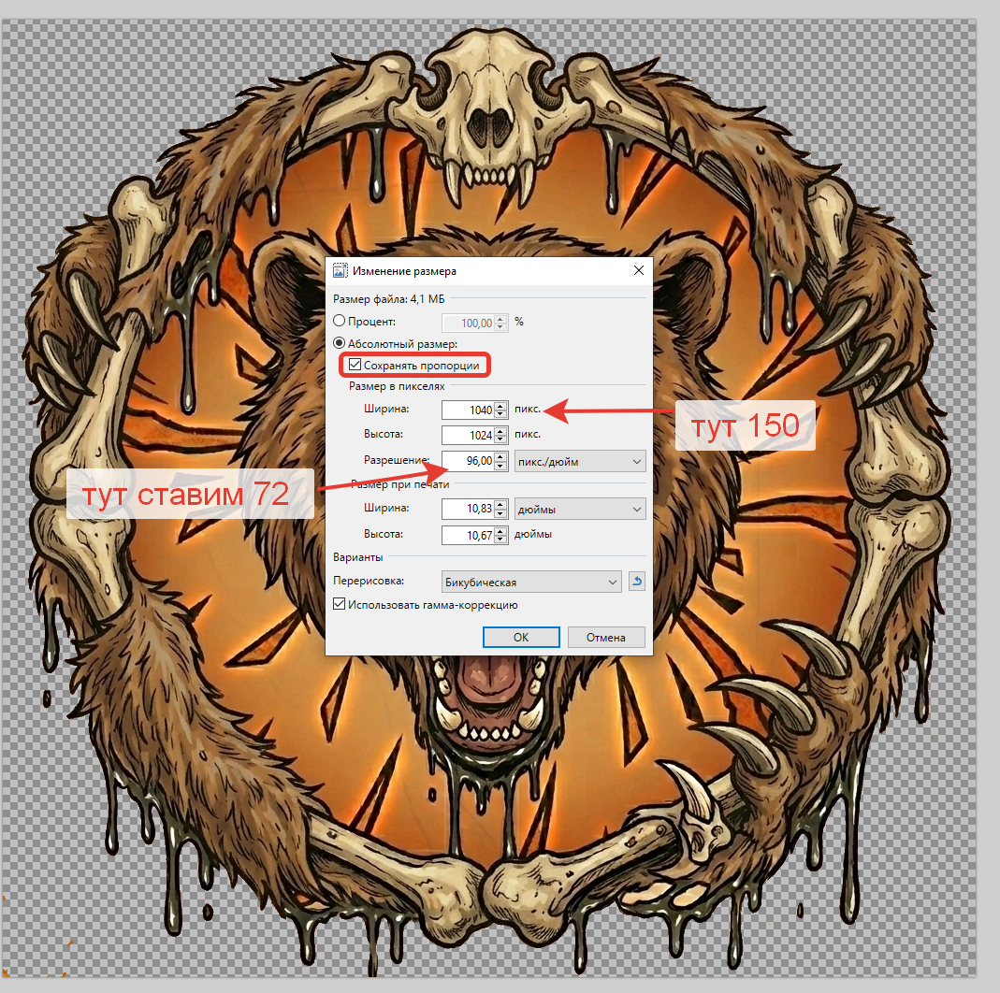 Изменение размера
Размер файла: 4,1 МБ
Процент: 100,00 %
Абсолютный размер:
Сохранять пропорции
Размер в пикселях
Ширина: 1040 пикс.
тут 150
Высота: 1024 пикс.
Разрешение: 96,00 пикс./дюйм
тут ставим 72
Размер при печати
Ширина: 10,83 дюймы
Высота: 10,67 дюймы
Варианты
Перерисовка: Бикубическая
Использовать гамма-коррекцию
ОК Отмена